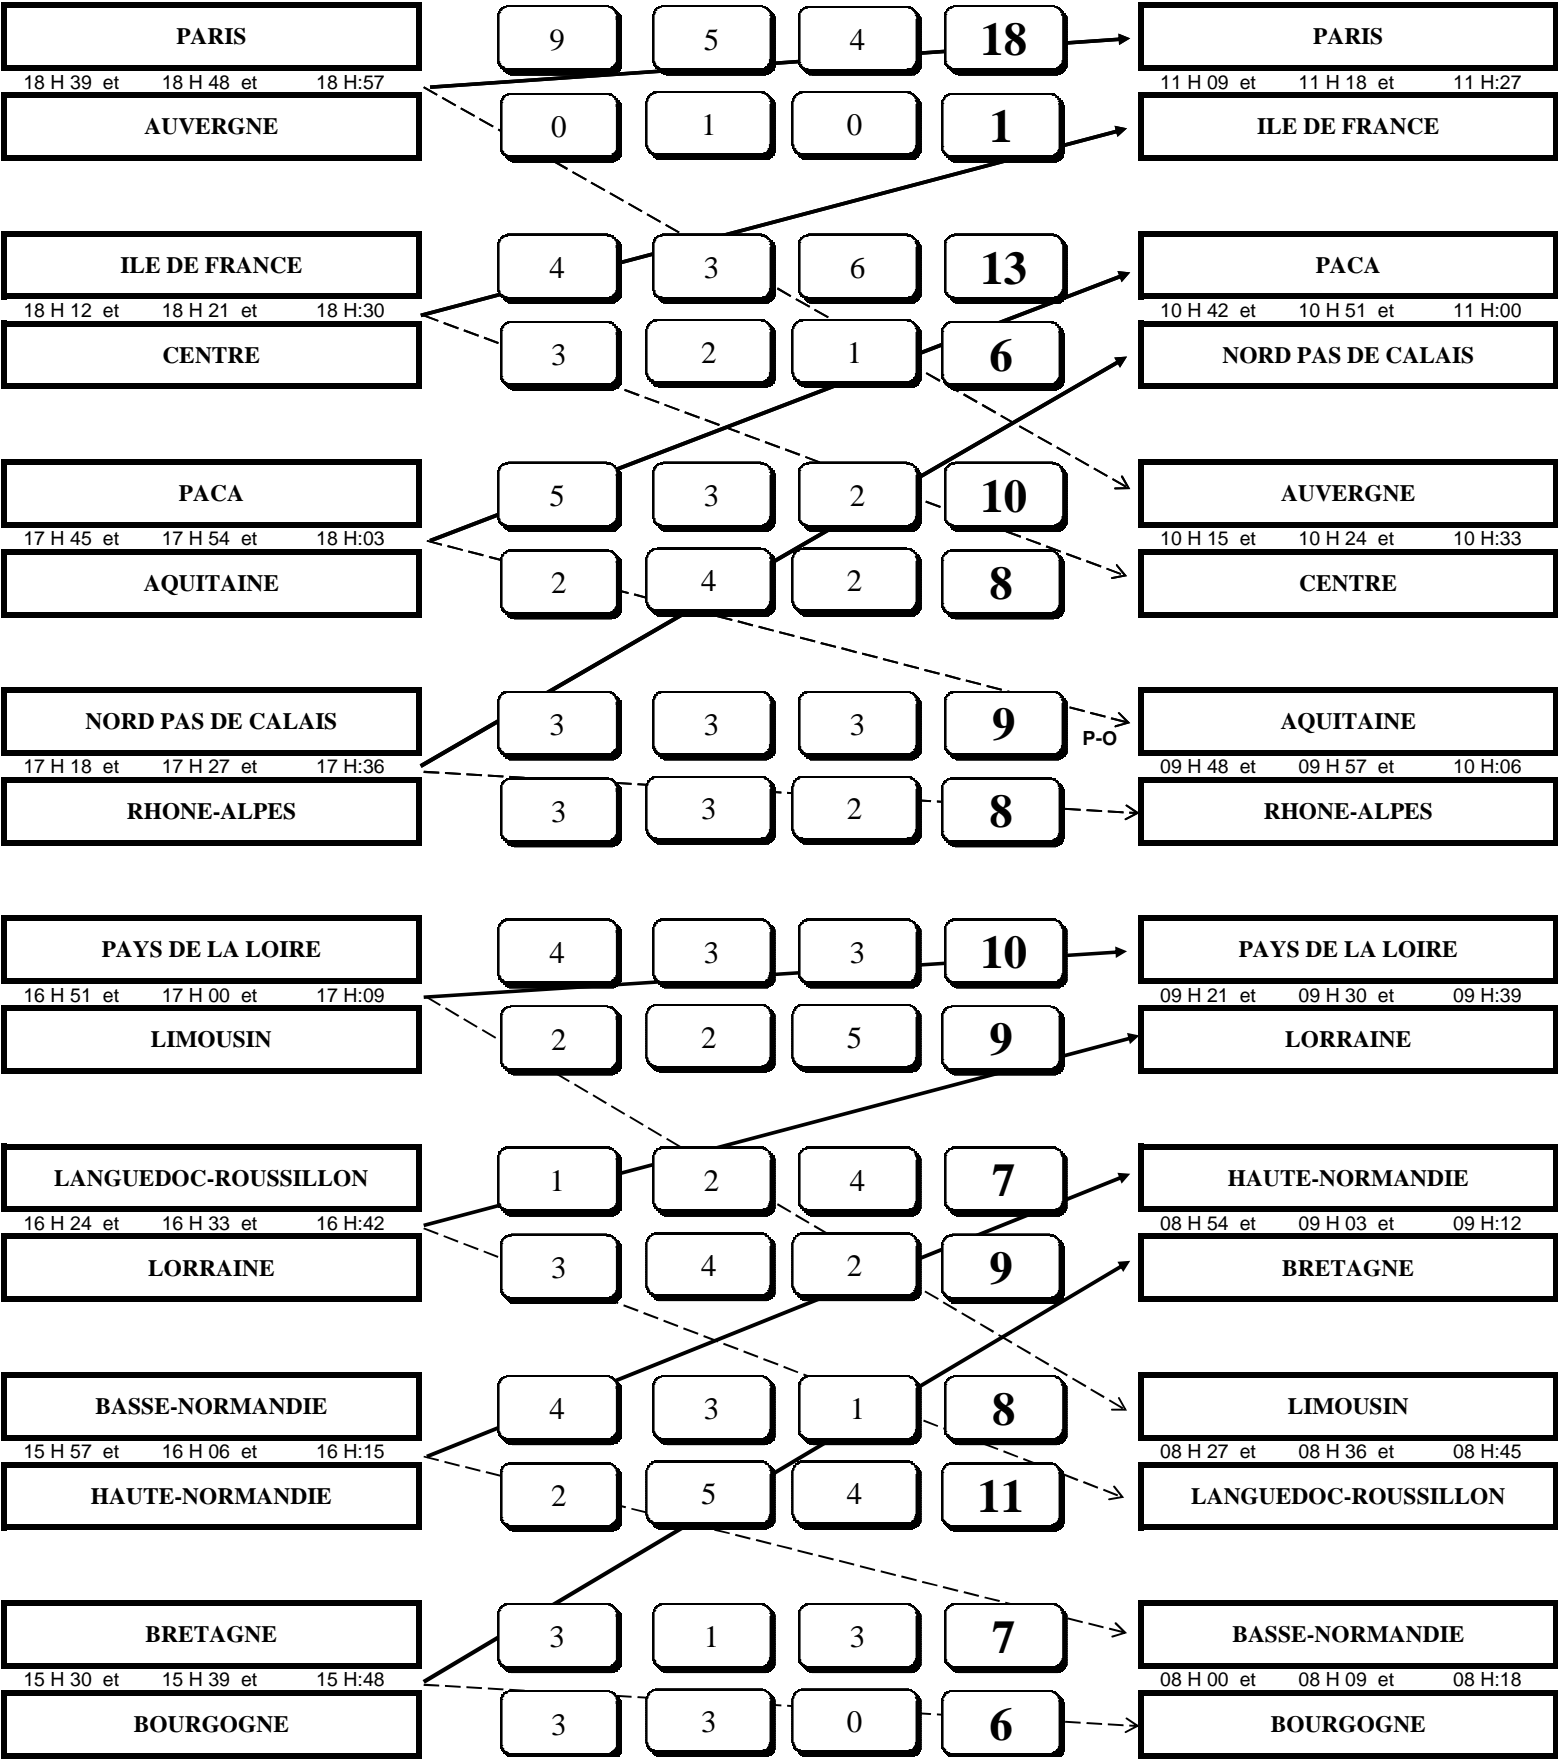 PARIS 9 5 4 18 PARIS
18 H 39 et 18 H 48 et 18 H:57 11 H 09 et 11 H 18 et 11 H:27
AUVERGNE 0 1 0 1 ILE DE FRANCE
ILE DE FRANCE 4 3 6 13 PACA
18 H 12 et 18 H 21 et 18 H:30 10 H 42 et 10 H 51 et 11 H:00
CENTRE 3 2 1 6 NORD PAS DE CALAIS
PACA 5 3 2 10 AUVERGNE
17 H 45 et 17 H 54 et 18 H:03 10 H 15 et 10 H 24 et 10 H:33
AQUITAINE 2 4 2 8 CENTRE
NORD PAS DE CALAIS 3 3 3 9 AQUITAINE
P-O
17 H 18 et 17 H 27 et 17 H:36 09 H 48 et 09 H 57 et 10 H:06
RHONE-ALPES 3 3 2 8 RHONE-ALPES
PAYS DE LA LOIRE 4 3 3 10 PAYS DE LA LOIRE
16 H 51 et 17 H 00 et 17 H:09 09 H 21 et 09 H 30 et 09 H:39
LIMOUSIN 2 2 5 9 LORRAINE
LANGUEDOC-ROUSSILLON 1 2 4 7 HAUTE-NORMANDIE
16 H 24 et 16 H 33 et 16 H:42 08 H 54 et 09 H 03 et 09 H:12
LORRAINE 3 4 2 9 BRETAGNE
BASSE-NORMANDIE 4 3 1 8 LIMOUSIN
15 H 57 et 16 H 06 et 16 H:15 08 H 27 et 08 H 36 et 08 H:45
HAUTE-NORMANDIE 2 5 4 11 LANGUEDOC-ROUSSILLON
BRETAGNE 3 1 3 7 BASSE-NORMANDIE
15 H 30 et 15 H 39 et 15 H:48 08 H 00 et 08 H 09 et 08 H:18
BOURGOGNE 3 3 0 6 BOURGOGNE